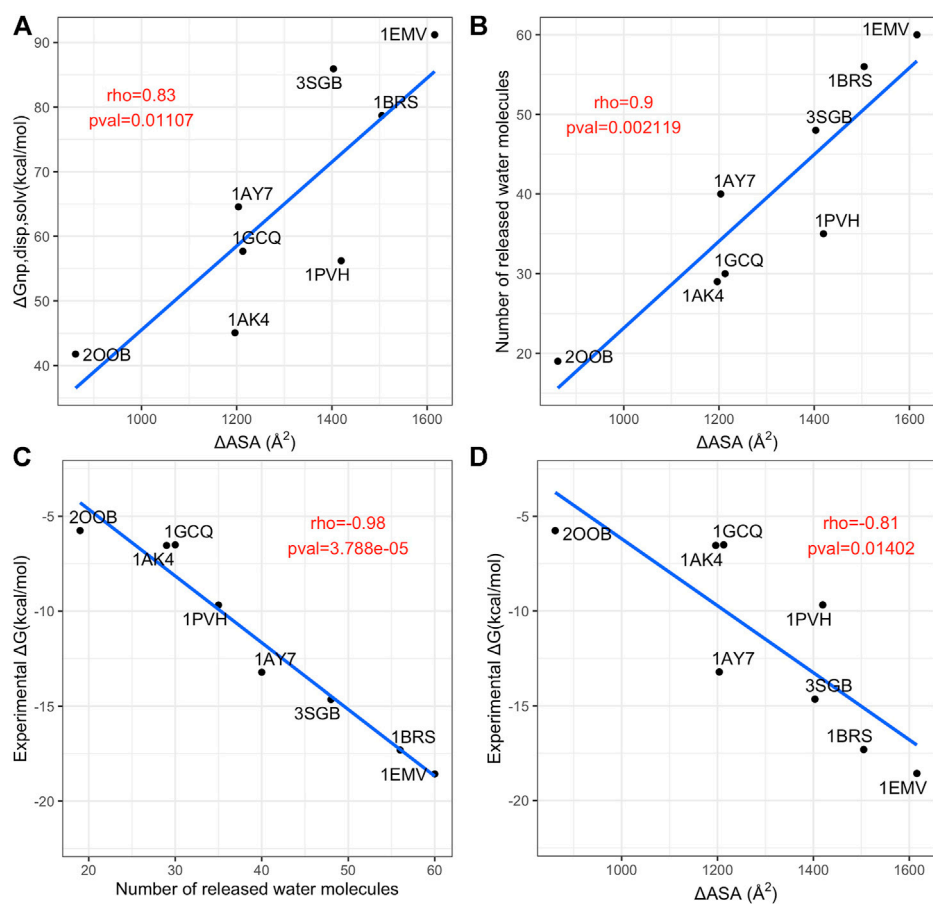 A
ΔGnp,disp,solv(kcal/mol)
90
80
70
60
50
40
rho=0.83
pval=0.01107
1EMV
3SGB
1BRS
1AY7
1GCQ
1PVH
1AK4
2OOB
1000
1200
1400
1600
ΔASA (Å²)
B
Number of released water molecules
60
50
40
30
20
rho=0.9
pval=0.002119
1EMV
1BRS
3SGB
1AY7
1PVH
1GCQ
1AK4
2OOB
1000
1200
1400
1600
ΔASA (Å²)
C
Experimental ΔG(kcal/mol)
-5
-10
-15
-20
rho=-0.98
pval=3.788e-05
2OOB
1GCQ
1AK4
1PVH
1AY7
3SGB
1BRS
1EMV
20
30
40
50
60
Number of released water molecules
D
Experimental ΔG(kcal/mol)
-5
-10
-15
-20
rho=-0.81
pval=0.01402
2OOB
1GCQ
1AK4
1PVH
1AY7
3SGB
1BRS
1EMV
1000
1200
1400
1600
ΔASA (Å²)